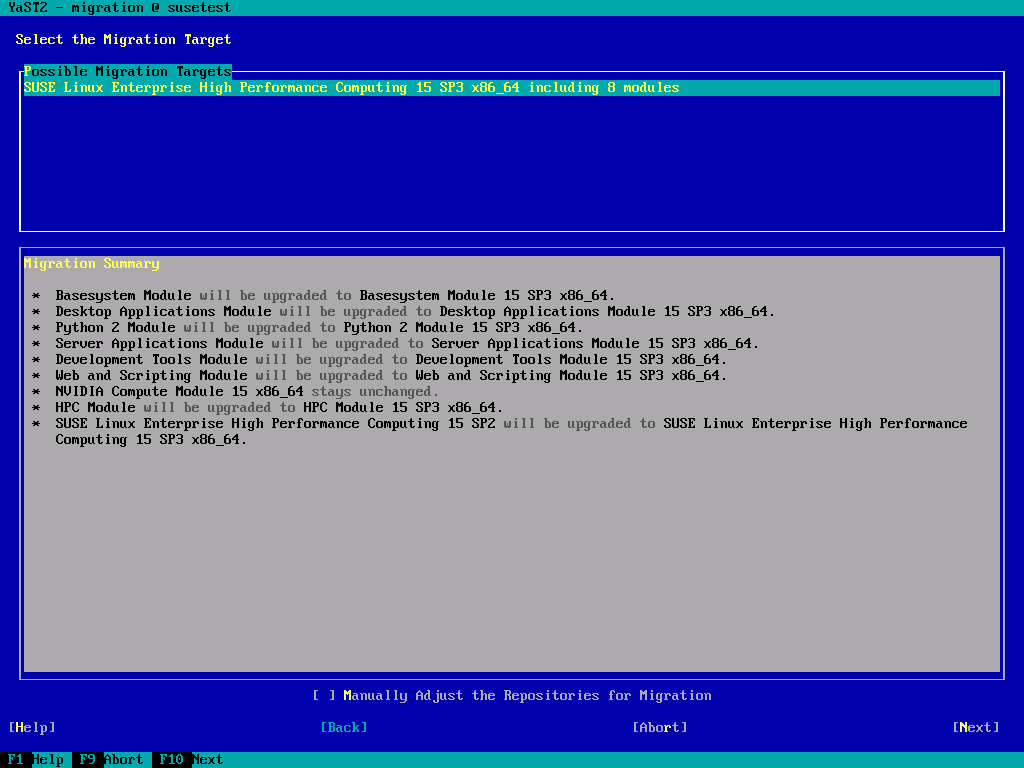 YaST2 - migration @ susetest
Select the Migration Target
Possible Migration Targets
SUSE Linux Enterprise High Performance Computing 15 SP3 x86_64 including 8 modules
Migration Summary
* Basesystem Module will be upgraded to Basesystem Module 15 SP3 x86_64.
* Desktop Applications Module will be upgraded to Desktop Applications Module 15 SP3 x86_64.
* Python 2 Module will be upgraded to Python 2 Module 15 SP3 x86_64.
* Server Applications Module will be upgraded to Server Applications Module 15 SP3 x86_64.
* Development Tools Module will be upgraded to Development Tools Module 15 SP3 x86_64.
* Web and Scripting Module will be upgraded to Web and Scripting Module 15 SP3 x86_64.
* NVIDIA Compute Module 15 x86_64 stays unchanged.
* HPC Module will be upgraded to HPC Module 15 SP3 x86_64.
* SUSE Linux Enterprise High Performance Computing 15 SP2 will be upgraded to SUSE Linux Enterprise High Performance
Computing 15 SP3 x86_64.
[ ] Manually Adjust the Repositories for Migration
[Help] [Back] [Abort] [Next]
F1 Help F9 Abort F10 Next